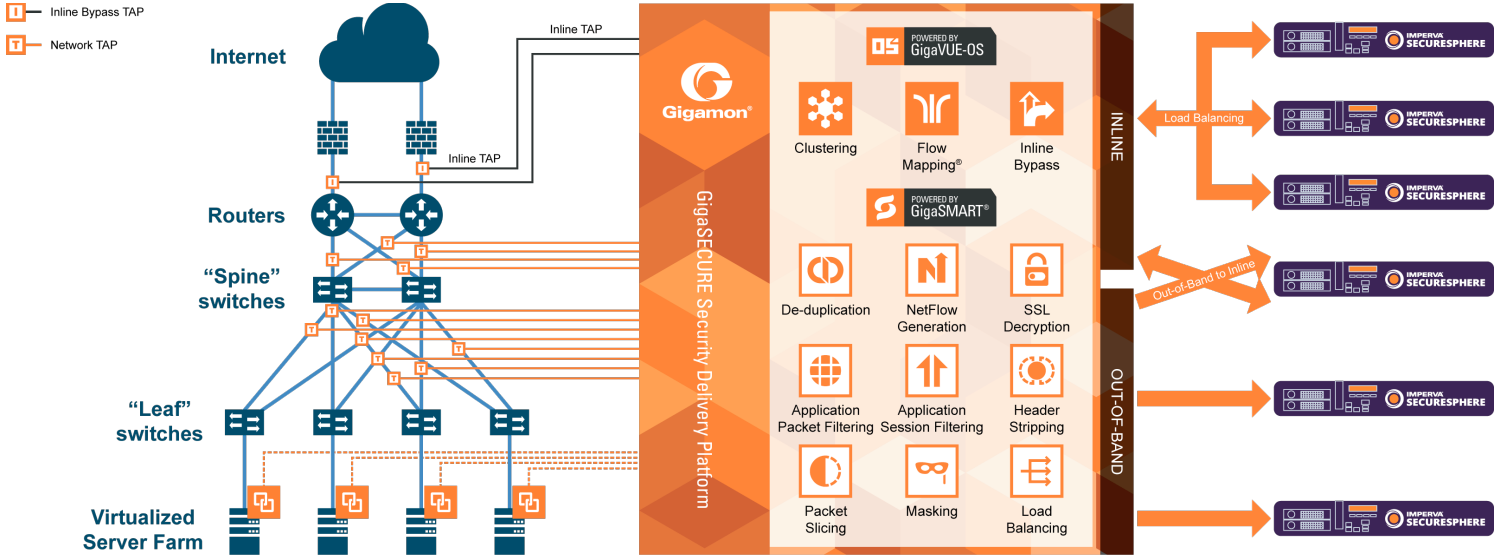 I
Inline Bypass TAP
T
Network TAP
Internet
Inline TAP
Inline TAP
I
I
Routers
T
T
T
T
“Spine”
switches
T
T
T
T
T
T
T
T
“Leaf”
switches
Virtualized
Server Farm
Gigamon®
GigaSECURE Security Delivery Platform
POWERED BY
GigaVUE-OS
Clustering
Flow
Mapping®
Inline
Bypass
POWERED BY
GigaSMART®
De-duplication
NetFlow
Generation
SSL
Decryption
Application
Packet Filtering
Application
Session Filtering
Header
Stripping
Packet
Slicing
Masking
Load
Balancing
INLINE
OUT-OF-BAND
Load Balancing
Out-of-Band to Inline
IMPERVA
SECURESPHERE
IMPERVA
SECURESPHERE
IMPERVA
SECURESPHERE
IMPERVA
SECURESPHERE
IMPERVA
SECURESPHERE
IMPERVA
SECURESPHERE